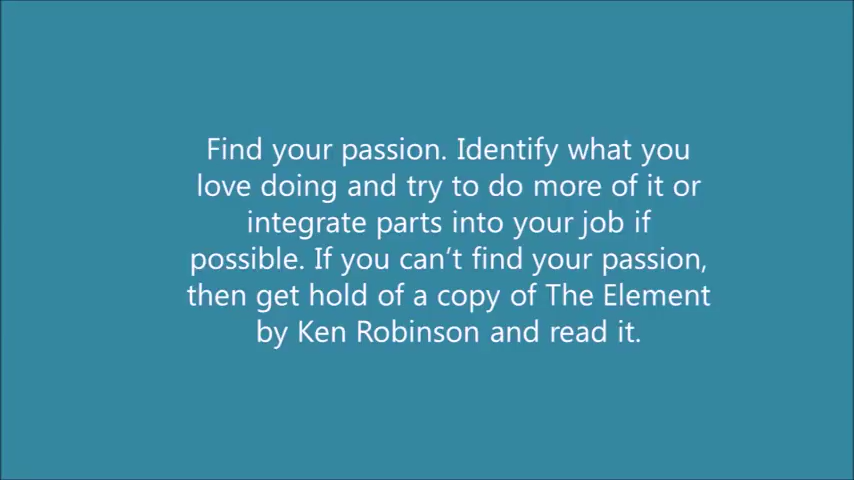 Find your passion. Identify what you
love doing and try to do more of it or
integrate parts into your job if
possible. If you can’t find your passion,
then get hold of a copy of The Element
by Ken Robinson and read it.